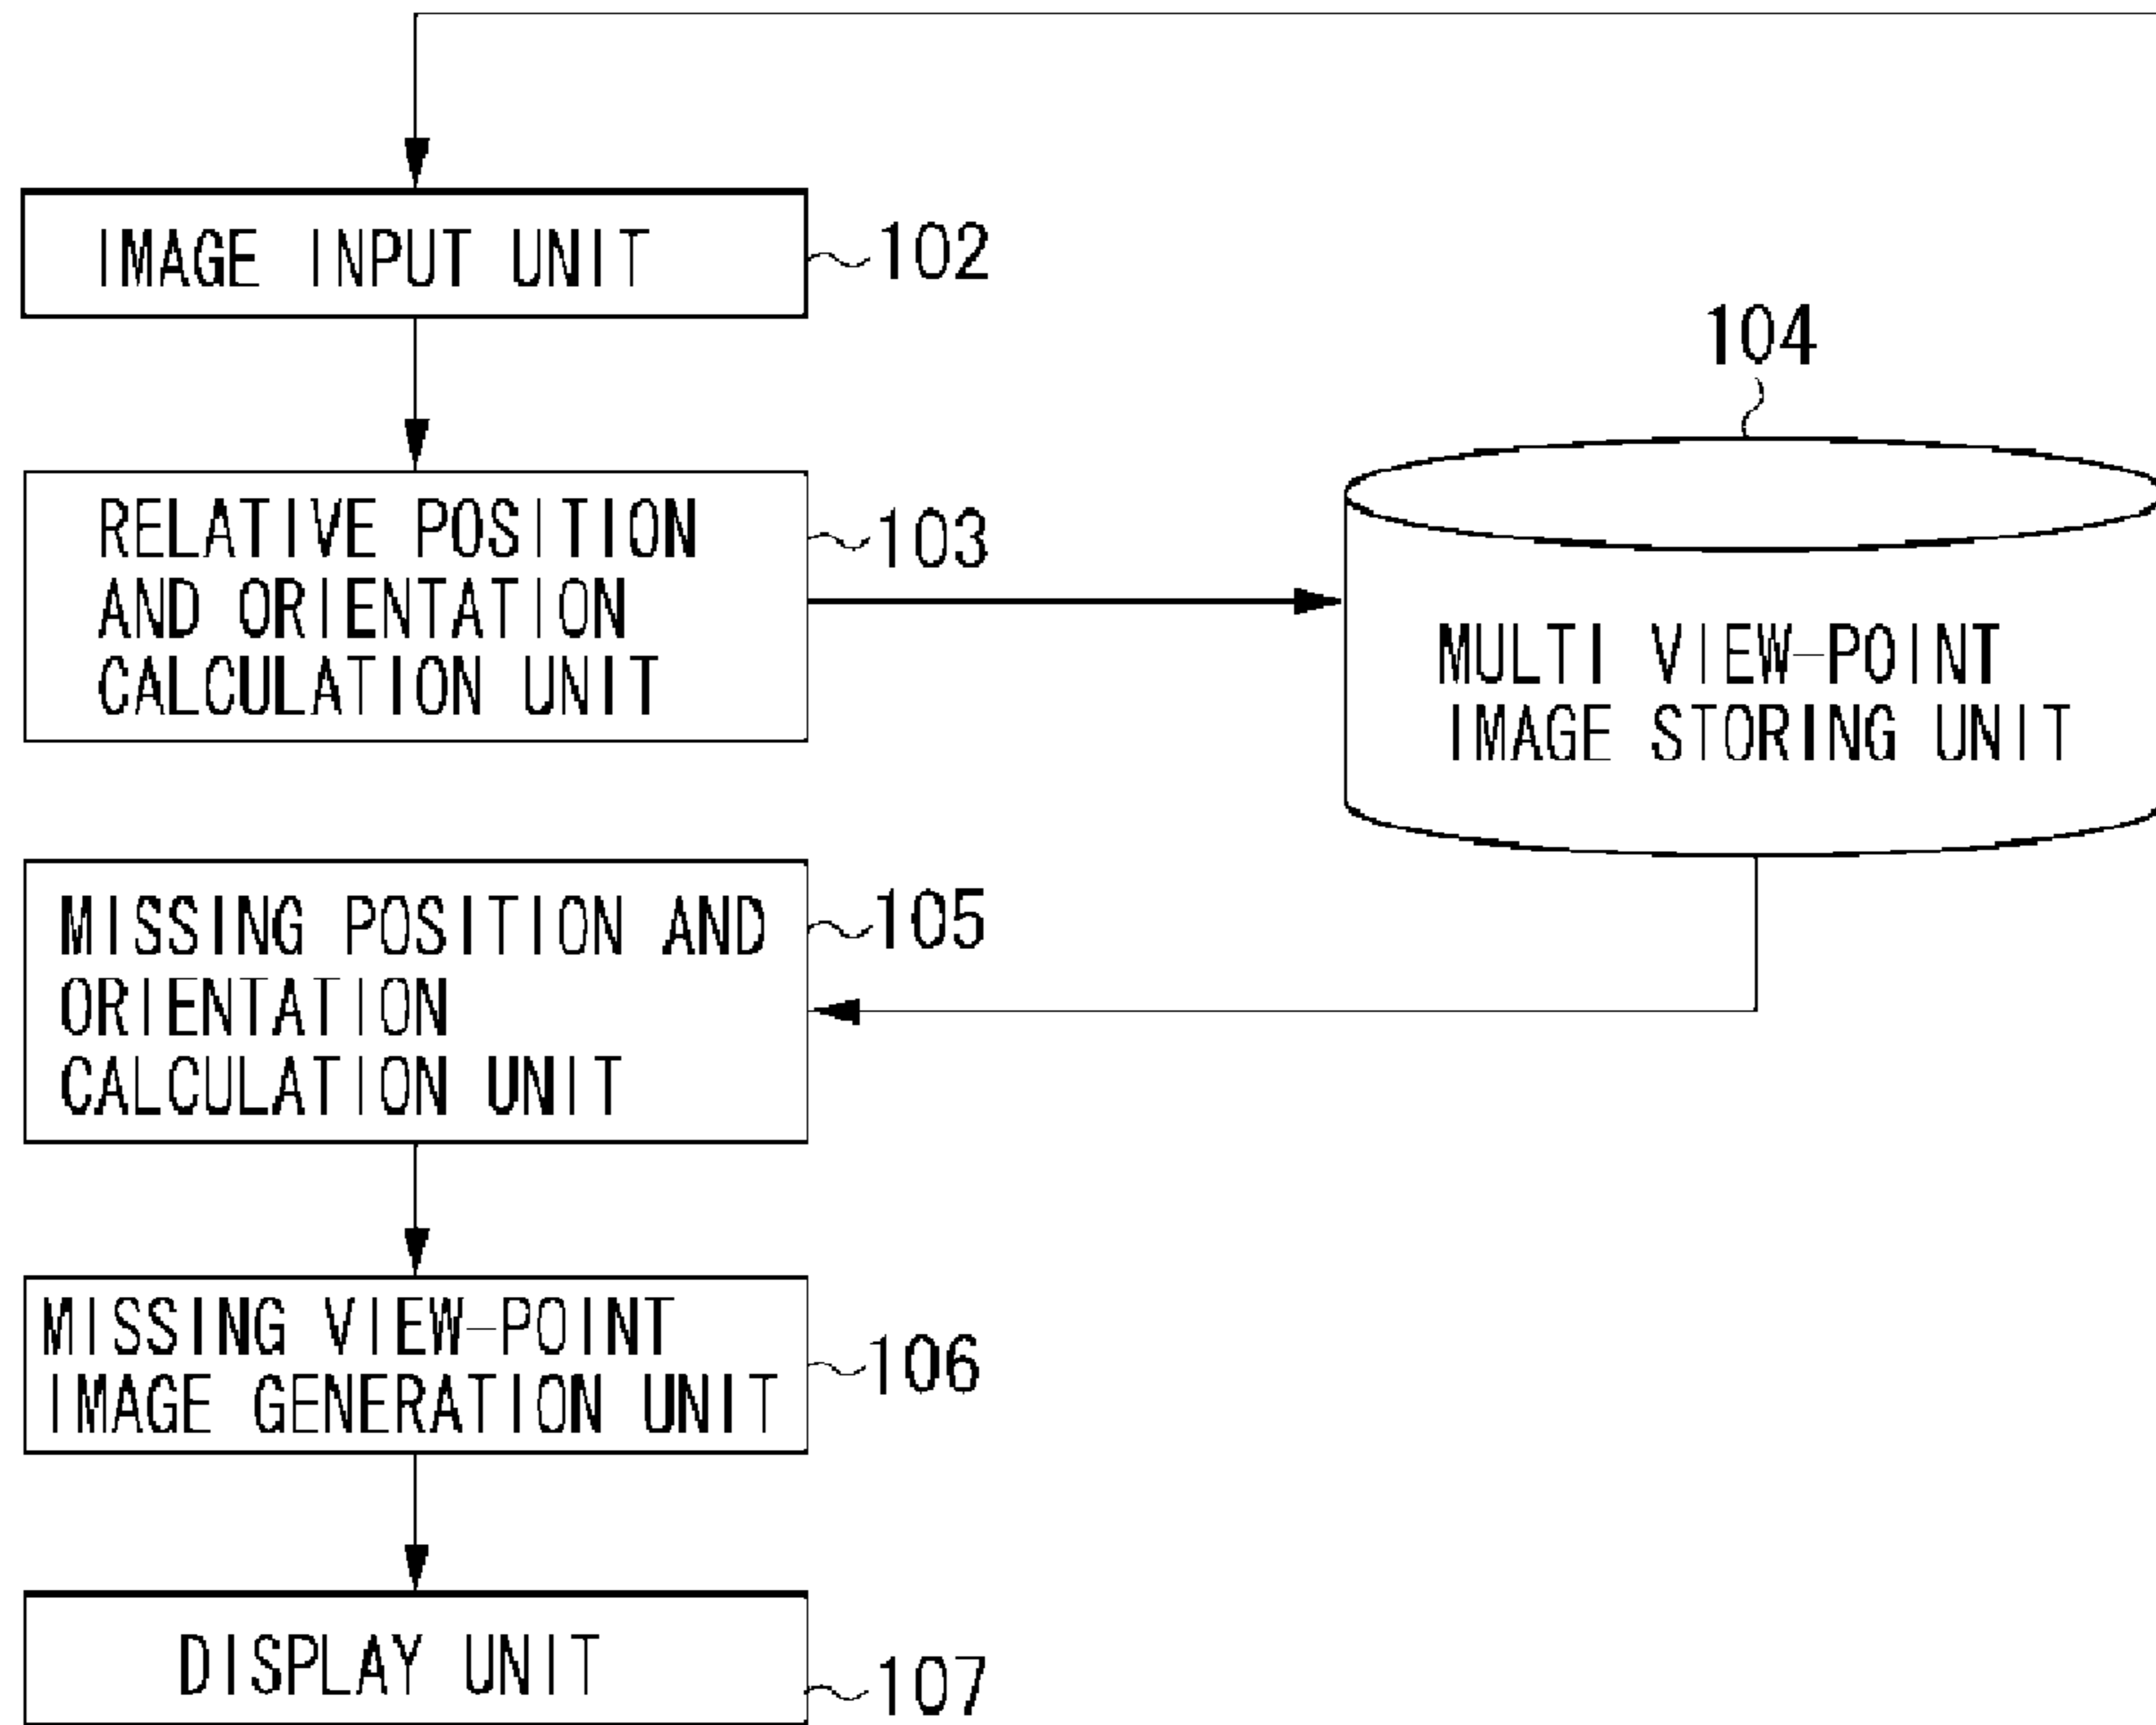 IMAGE INPUT UNIT
102
104
RELATIVE POSITION
AND ORIENTATION
CALCULATION UNIT
103
MULTI VIEW-POINT
IMAGE STORING UNIT
MISSING POSITION AND
ORIENTATION
CALCULATION UNIT
105
MISSING VIEW-POINT
IMAGE GENERATION UNIT
106
DISPLAY UNIT
107